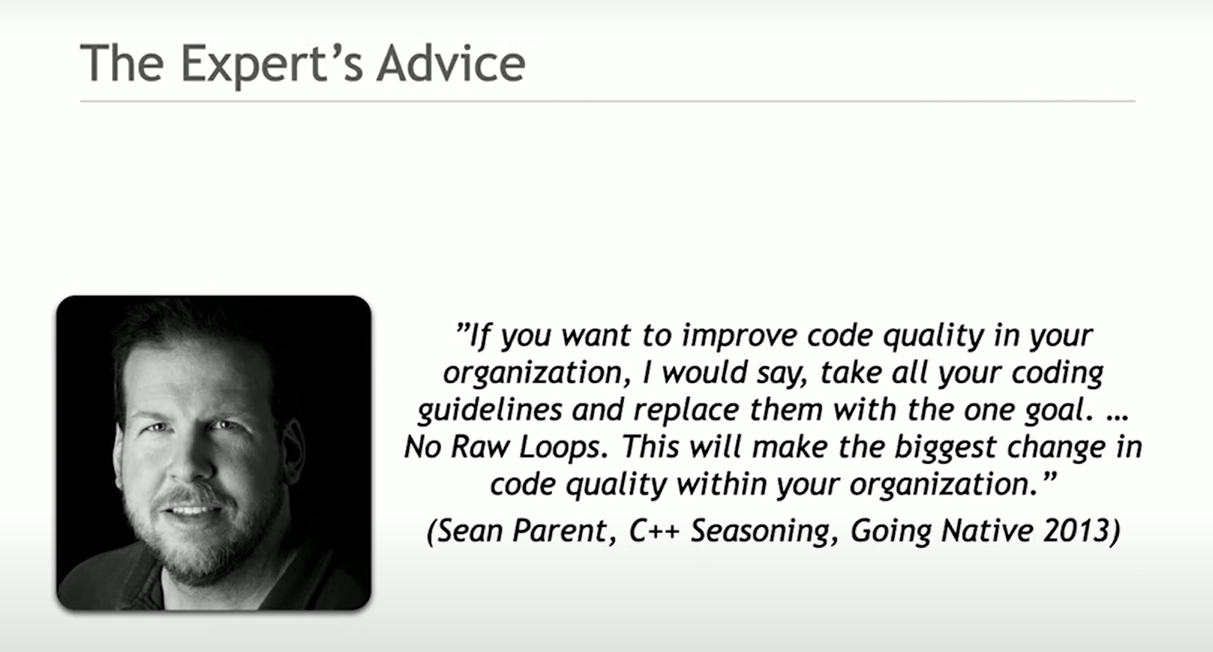 The Expert’s Advice
”If you want to improve code quality in your
organization, I would say, take all your coding
guidelines and replace them with the one goal. …
No Raw Loops. This will make the biggest change in
code quality within your organization.”
(Sean Parent, C++ Seasoning, Going Native 2013)